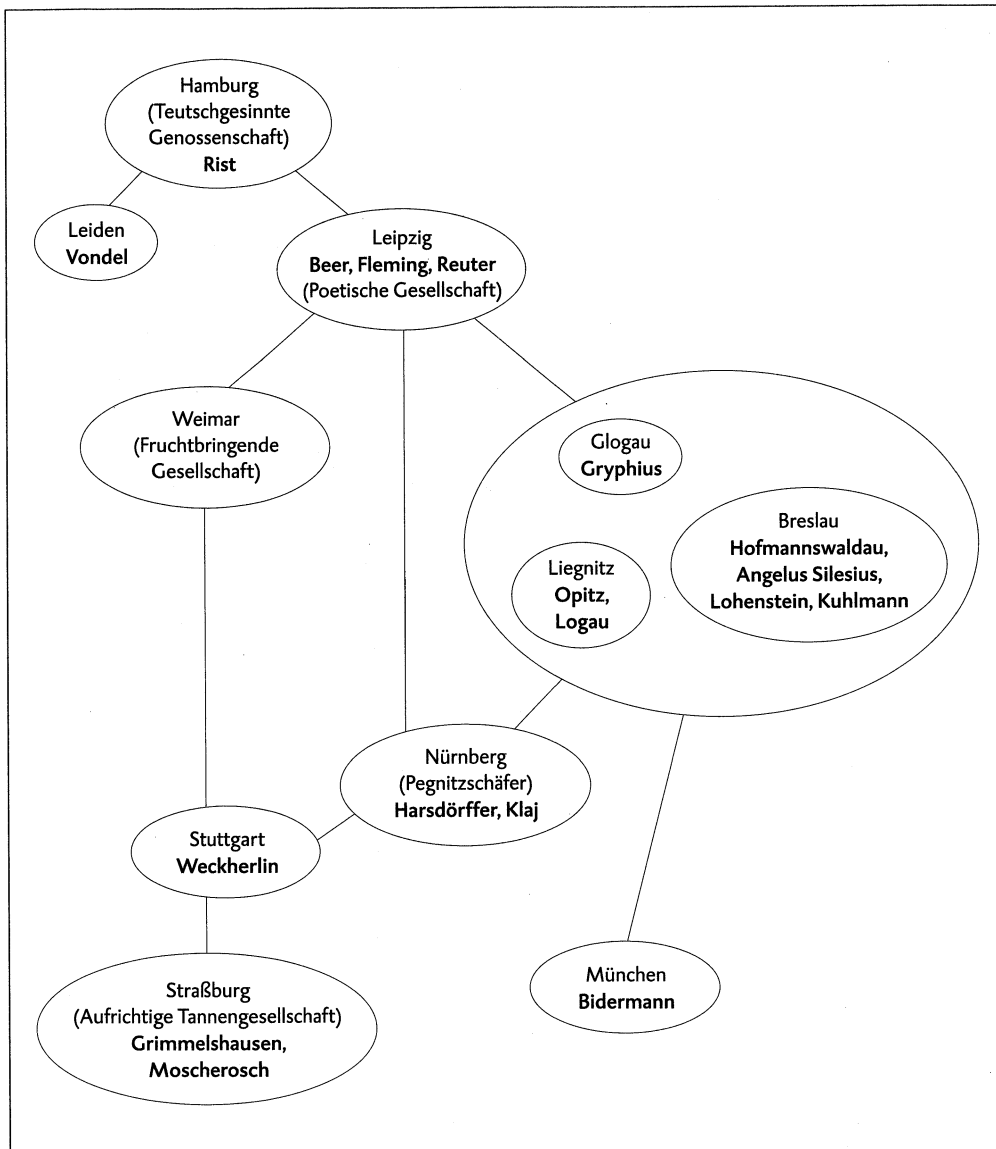 Hamburg
(Teutschgesinnte
Genossenschaft)
Rist
Leiden
Vondel
Leipzig
Beer, Fleming, Reuter
(Poetische Gesellschaft)
Weimar
(Fruchtbringende
Gesellschaft)
Glogau
Gryphius
Breslau
Hofmannswaldau,
Angelus Silesius,
Lohenstein, Kuhlmann
Liegnitz
Opitz,
Logau
Nürnberg
(Pegnitzschäfer)
Harsdörffer, Klaj
Stuttgart
Weckherlin
München
Bidermann
Straßburg
(Aufrichtige Tannengesellschaft)
Grimmelshausen,
Moscherosch